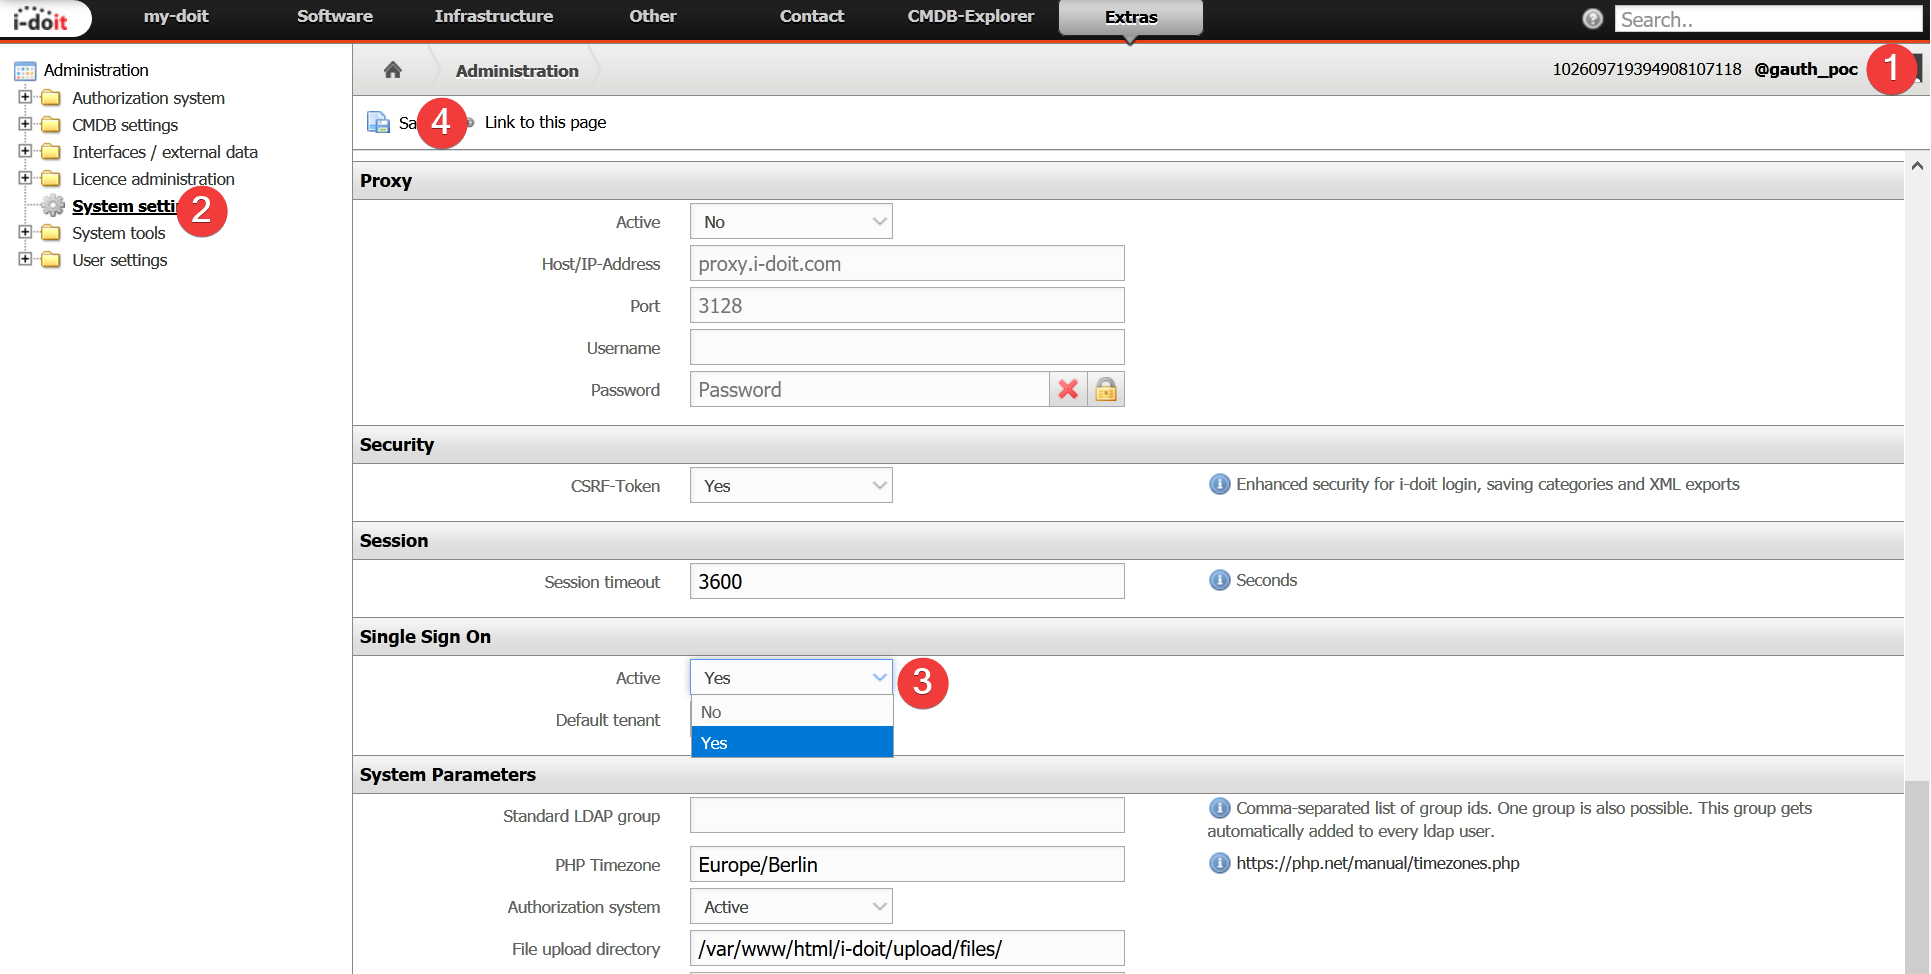 i-doit
my-doit Software Infrastructure Other Contact CMDB-Explorer Extras
Search..
Administration
Authorization system
CMDB settings
Interfaces / external data
Licence administration
System setti
2
System tools
User settings
Administration
102609719394908107118 @gauth_poc
1
Sa
4
Link to this page
Proxy
Active No
Host/IP-Address proxy.i-doit.com
Port 3128
Username
Password Password
Security
CSRF-Token Yes
Enhanced security for i-doit login, saving categories and XML exports
Session
Session timeout 3600
Seconds
Single Sign On
Active Yes
3
No
Default tenant
Yes
System Parameters
Standard LDAP group
Comma-separated list of group ids. One group is also possible. This group gets
automatically added to every ldap user.
PHP Timezone Europe/Berlin
https://php.net/manual/timezones.php
Authorization system Active
File upload directory /var/www/html/i-doit/upload/files/